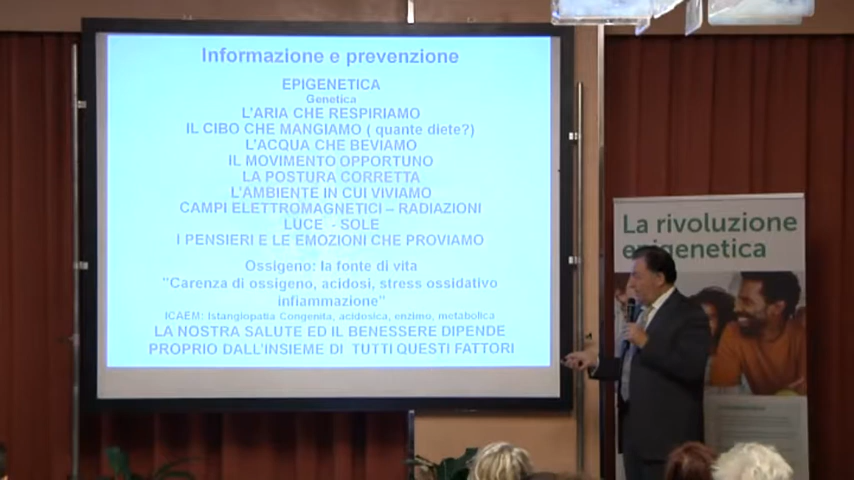 Informazione e prevenzione
EPIGENETICA
Genetica
L'ARIA CHE RESPIRIAMO
IL CIBO CHE MANGIAMO ( quante diete?)
L'ACQUA CHE BEVIAMO
IL MOVIMENTO OPPORTUNO
LA POSTURA CORRETTA
L'AMBIENTE IN CUI VIVIAMO
CAMPI ELETTROMAGNETICI – RADIAZIONI
LUCE - SOLE
I PENSIERI E LE EMOZIONI CHE PROVIAMO
Ossigeno: la fonte di vita
"Carenza di ossigeno, acidosi, stress ossidativo
infiammazione"
ICAEM: Istangiopatia Congenita, acidosica, enzimo, metabolica
LA NOSTRA SALUTE ED IL BENESSERE DIPENDE
PROPRIO DALL'INSIEME DI TUTTI QUESTI FATTORI
La rivoluzione
epigenetica